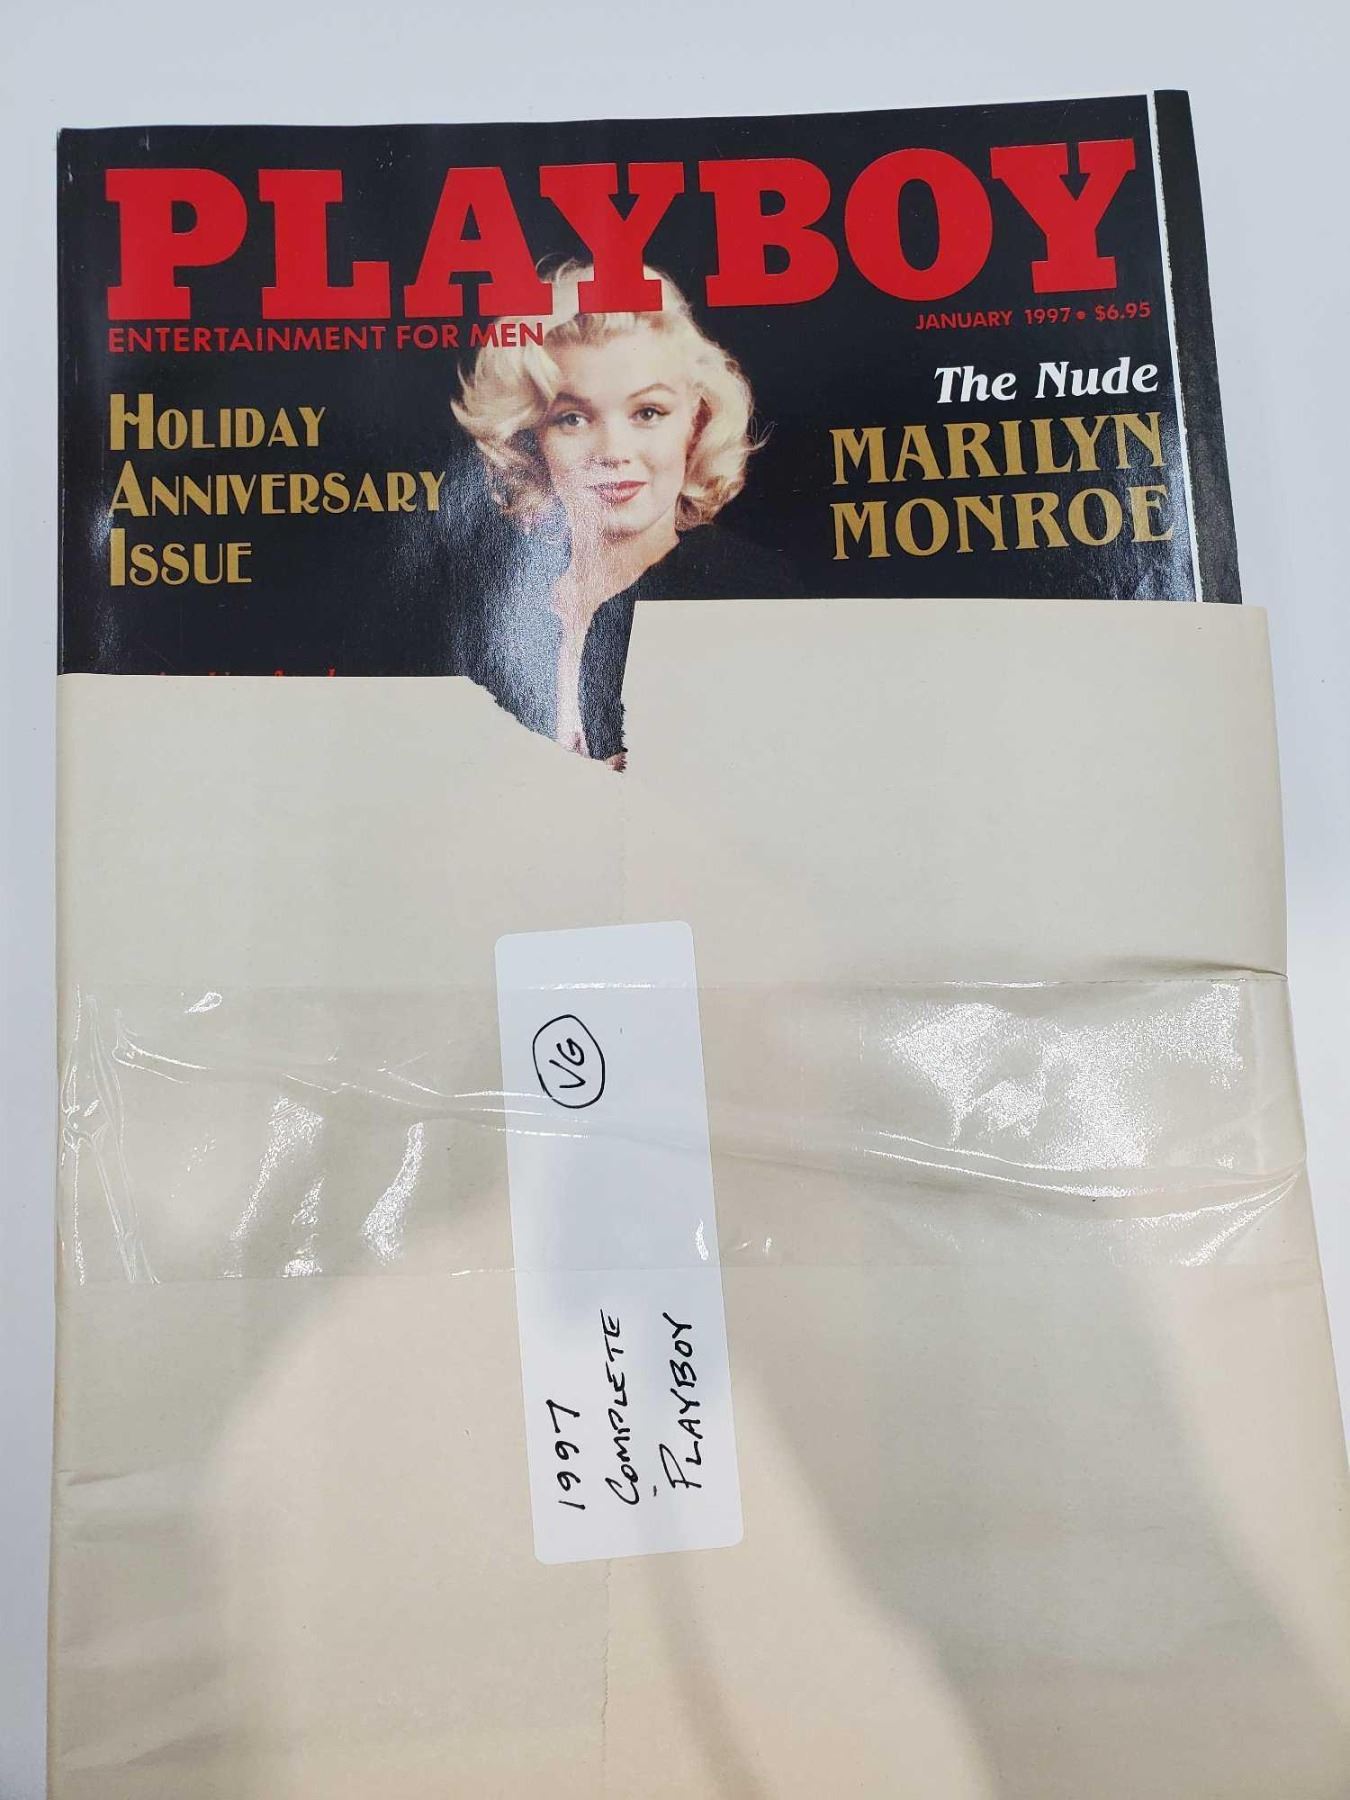 PLAYBOY
ENTERTAINMENT FOR MEN
JANUARY 1997 • $6.95
HOLIDAY
ANNIVERSARY
ISSUE
The Nude
MARILYN
MONROE
VG
1997
COMPLETE
PLAYBOY